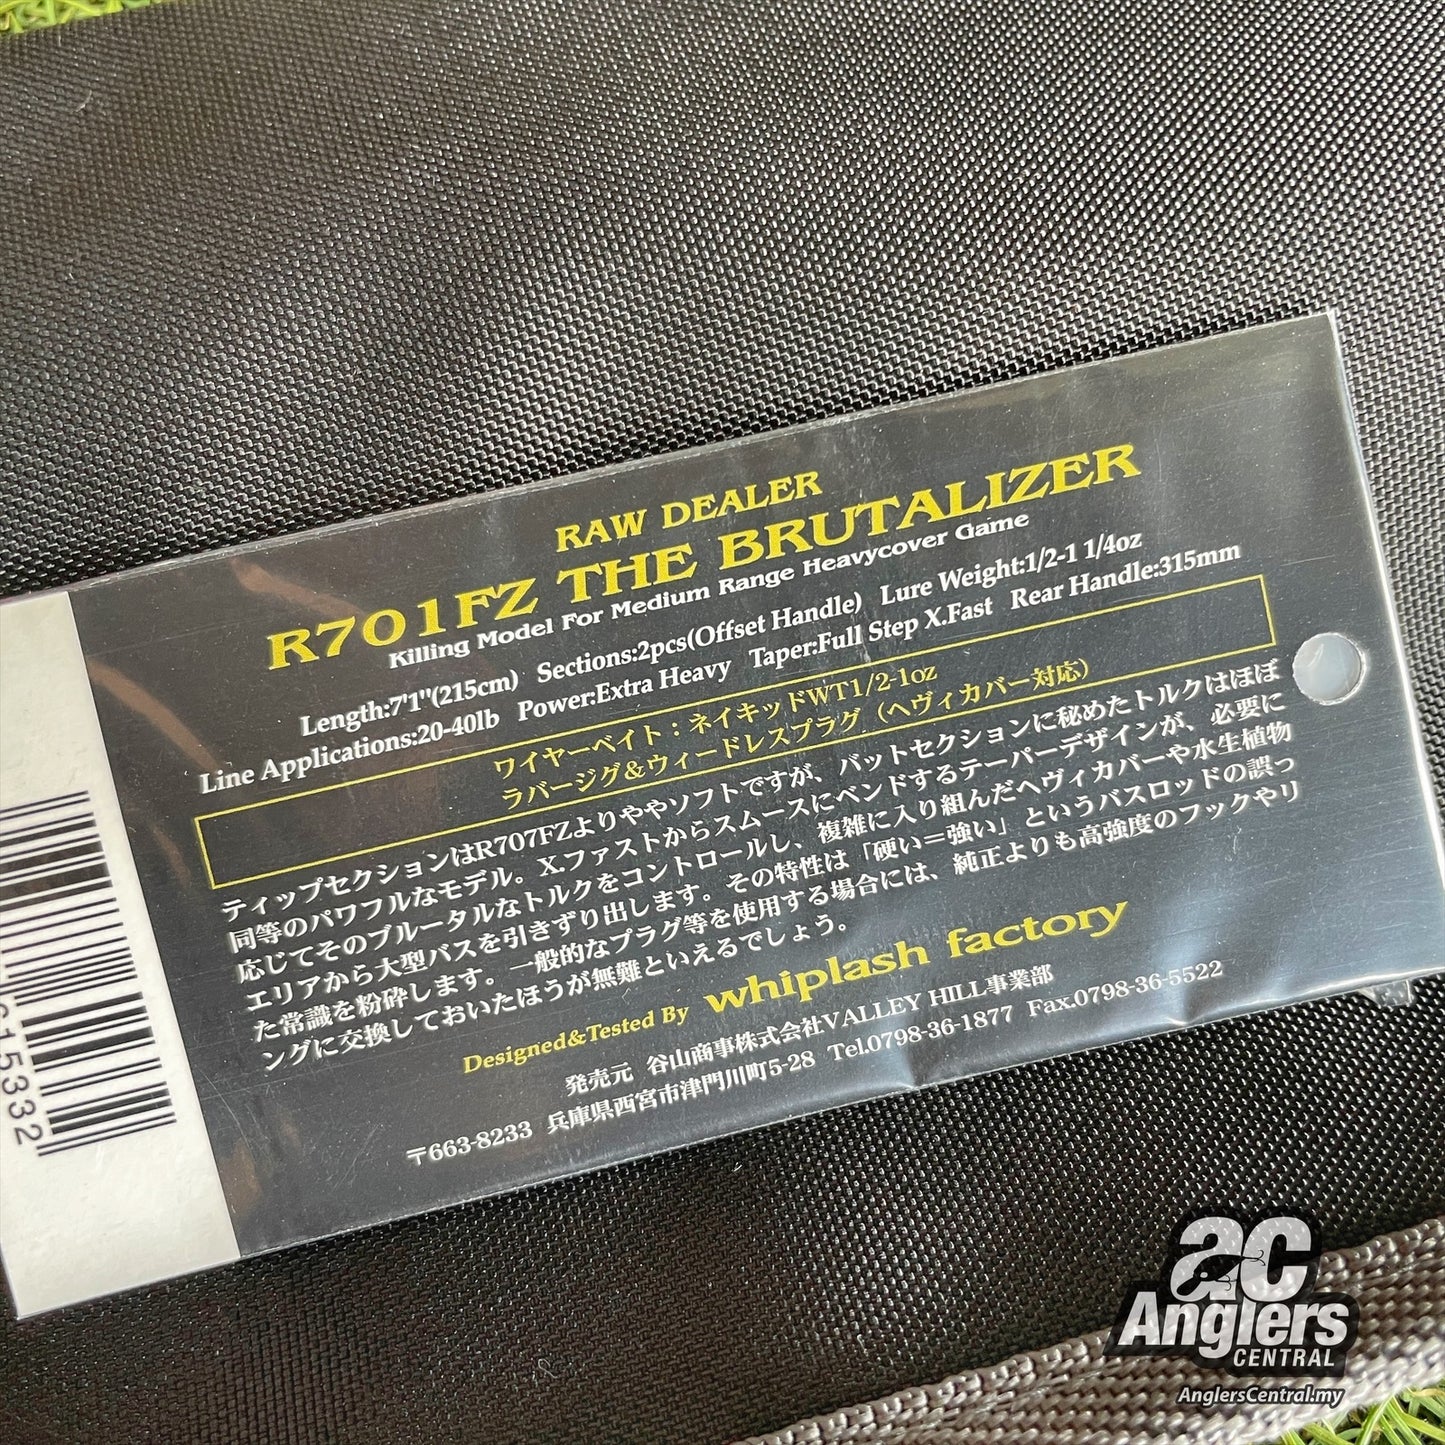 RAW DEALER
R701FZ THE BRUTALIZER
Killing Model For Medium Range Heavycover Game
Length:7'1"(215cm) Sections:2pcs(Offset Handle) Lure Weight:1/2-1 1/4oz
Line Applications:20-40lb Power:Extra Heavy Taper:Full Step X.Fast Rear Handle:315mm
ワイヤーベイト：ネイキッドWT1/2-1oz
ラバージグ&ウィードレスプラグ（ヘヴィカバー対応）
ティップセクションはR707FZよりややソフトですが、バットセクションに秘めたトルクはほぼ
同等のパワフルなモデル。X.ファストからスムースにベンドするテーパーデザインが、必要に
応じてそのブルータルなトルクをコントロールし、複雑に入り組んだヘヴィカバーや水生植物
エリアから大型バスを引きずり出します。その特性は「硬い＝強い」というバスロッドの誤っ
た常識を粉砕します。一般的なプラグ等を使用する場合には、純正よりも高強度のフックやリ
ングに交換しておいたほうが無難といえるでしょう。
Designed&Tested By whiplash factory
発売元 谷山商事株式会社VALLEY HILL事業部
〒663-8233 兵庫県西宮市津門川町5-28 Tel.0798-36-1877 Fax.0798-36-5522
615332
ac
Anglers
CENTRAL
AnglersCentral.my